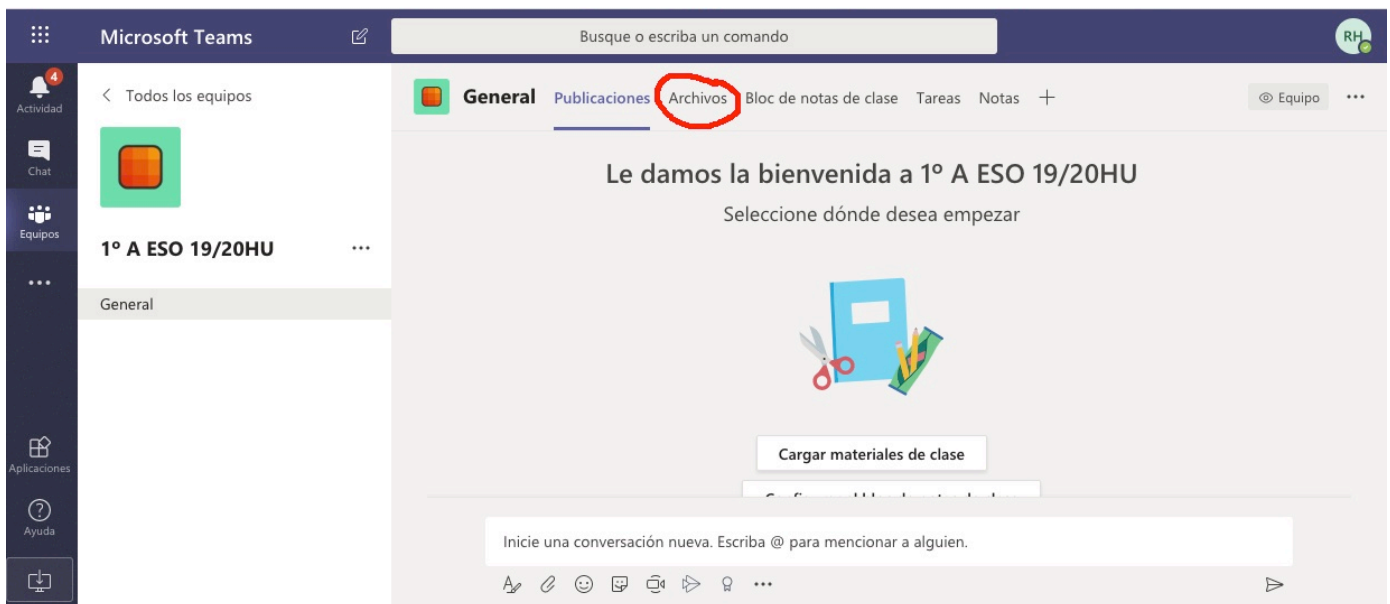 Microsoft Teams
Busque o escriba un comando
RH
4
Actividad
Chat
Equipos
Aplicaciones
Ayuda
Todos los equipos
1º A ESO 19/20HU
General
General Publicaciones Archivos Bloc de notas de clase Tareas Notas
Equipo
Le damos la bienvenida a 1º A ESO 19/20HU
Seleccione dónde desea empezar
Cargar materiales de clase
Inicie una conversación nueva. Escriba @ para mencionar a alguien.